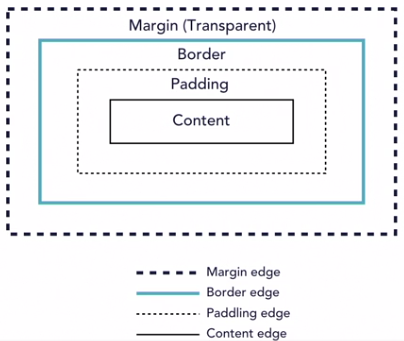 Margin (Transparent)
Border
Padding
Content
Margin edge
Border edge
Paddling edge
Content edge